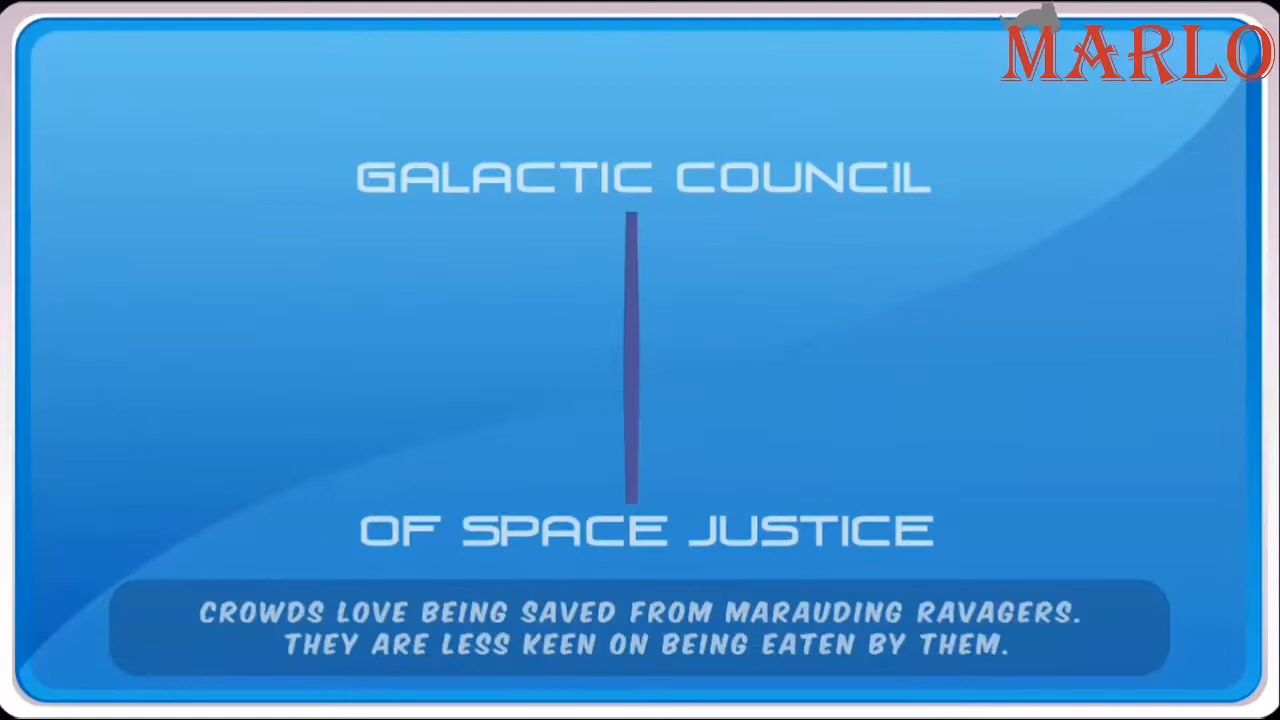 MARLO
GALACTIC COUNCIL
OF SPACE JUSTICE
CROWDS LOVE BEING SAVED FROM MARAUDING RAVAGERS.
THEY ARE LESS KEEN ON BEING EATEN BY THEM.